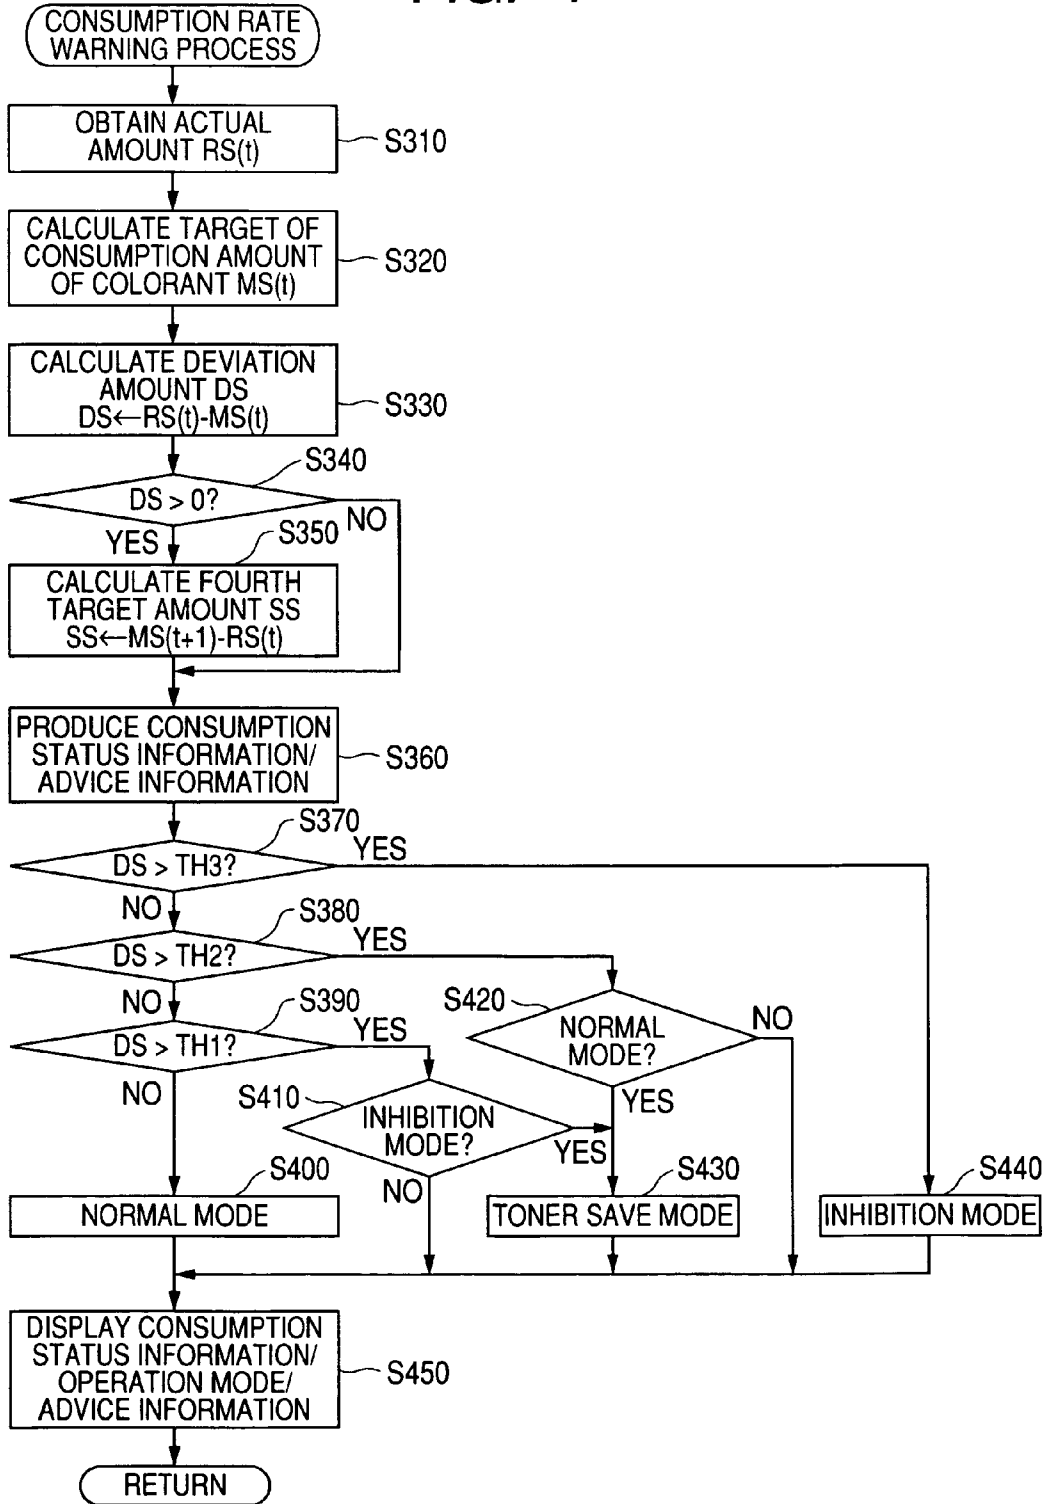 CONSUMPTION RATE
WARNING PROCESS
OBTAIN ACTUAL
AMOUNT RS(t)
S310
CALCULATE TARGET OF
CONSUMPTION AMOUNT
OF COLORANT MS(t)
S320
CALCULATE DEVIATION
AMOUNT DS
DS←RS(t)-MS(t)
S330
S340
DS > 0?
NO
YES
S350
CALCULATE FOURTH
TARGET AMOUNT SS
SS←MS(t+1)-RS(t)
PRODUCE CONSUMPTION
STATUS INFORMATION/
ADVICE INFORMATION
S360
S370
DS > TH3?
YES
NO
S380
DS > TH2?
YES
NO
S390
DS > TH1?
YES
NO
S420
NORMAL
MODE?
NO
YES
S410
INHIBITION
MODE?
YES
NO
S400
NORMAL MODE
S430
TONER SAVE MODE
S440
INHIBITION MODE
DISPLAY CONSUMPTION
STATUS INFORMATION/
OPERATION MODE/
ADVICE INFORMATION
S450
RETURN